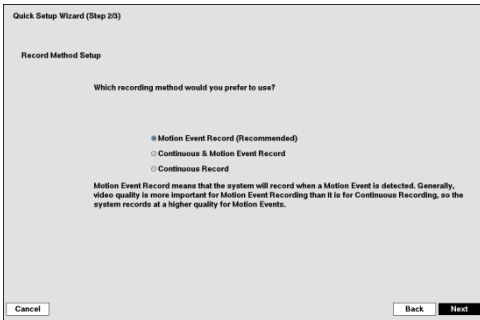 Quick Setup Wizard (Step 2/3)
Record Method Setup
Which recording method would you prefer to use?
Motion Event Record (Recommended)
Continuous & Motion Event Record
Continuous Record
Motion Event Record means that the system will record when a Motion Event is detected. Generally,
video quality is more important for Motion Event Recording than it is for Continuous Recording, so the
system records at a higher quality for Motion Events.
Cancel
Back
Next